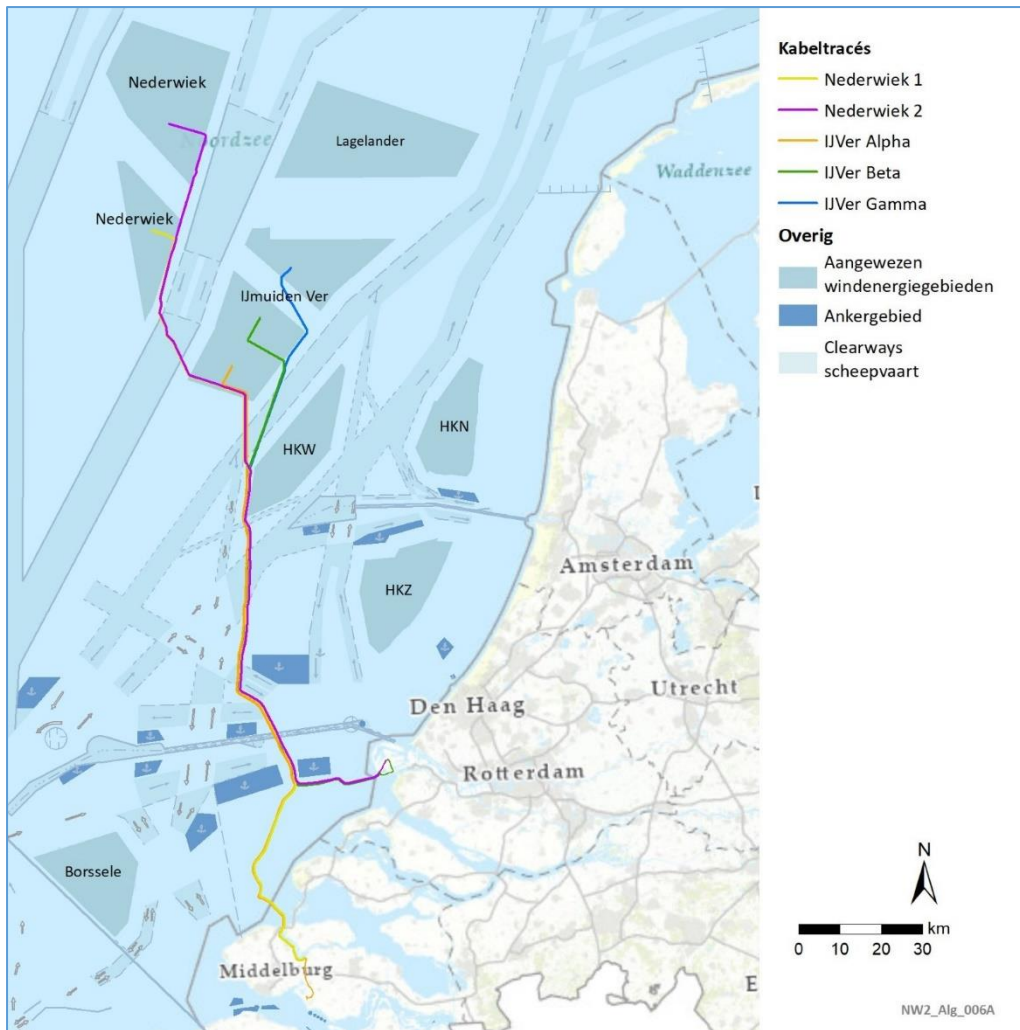 Nederwiek
Noordzee
Lagelander
Waddenzee
Nederwiek
IJmuiden Ver
HKW
HKN
HKZ
Amsterdam
Den Haag
Utrecht
Rotterdam
Borssele
Middelburg
E
Kabeltracés
Nederwiek 1
Nederwiek 2
IJVer Alpha
IJVer Beta
IJVer Gamma
Overig
Aangewezen
windenergiegebieden
Ankergebied
Clearways
scheepvaart
N
km
0 10 20 30
NW2_Alg_006A